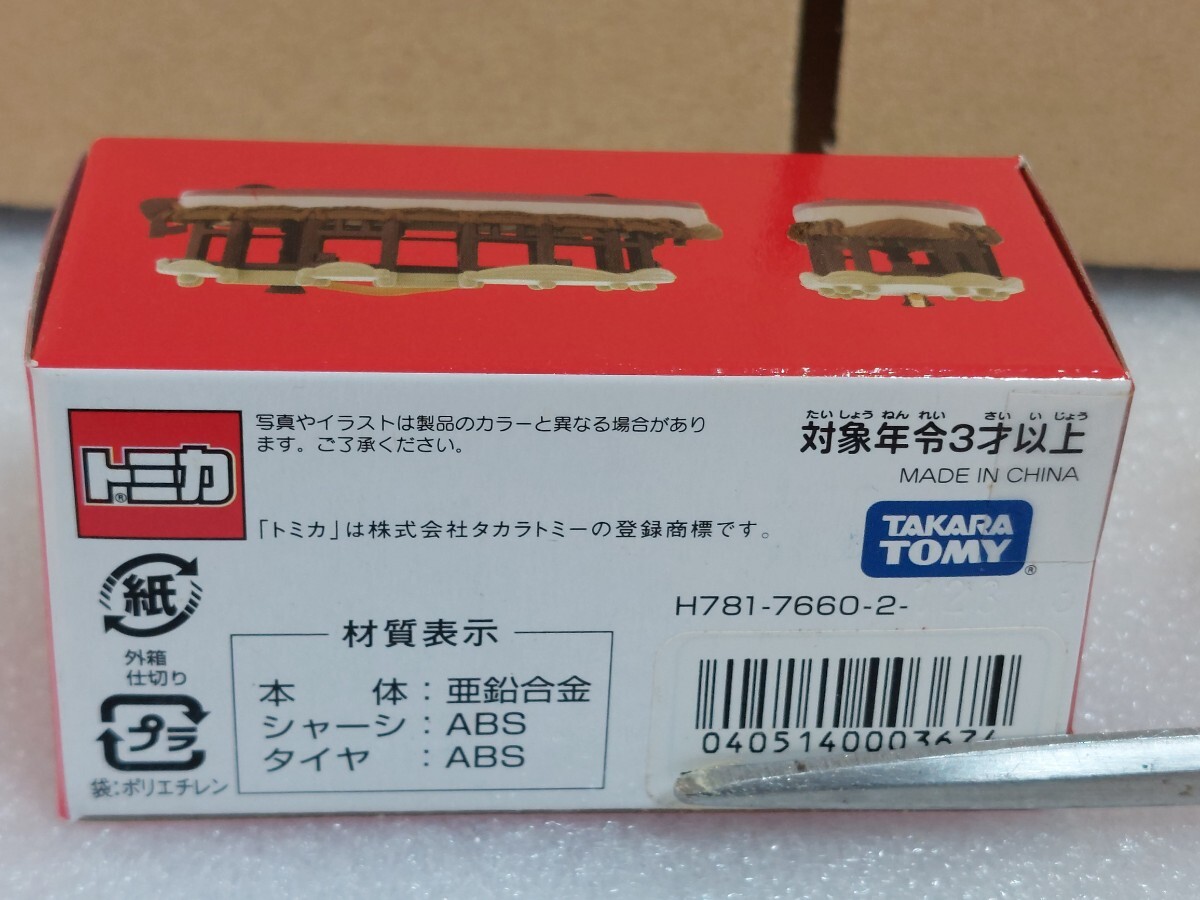 トミカ
®
写真やイラストは製品のカラーと異なる場合があり
ます。ご了承ください。
「トミカ」は株式会社タカラトミーの登録商標です。
たいしょう ねん れい さい い じょう
対象年令3才以上
MADE IN CHINA
TAKARA
TOMY
®
H781-7660-2-
紙
外箱
仕切り
プラ
袋:ポリエチレン
材質表示
本 体:亜鉛合金
シャーシ:ABS
タイヤ:ABS